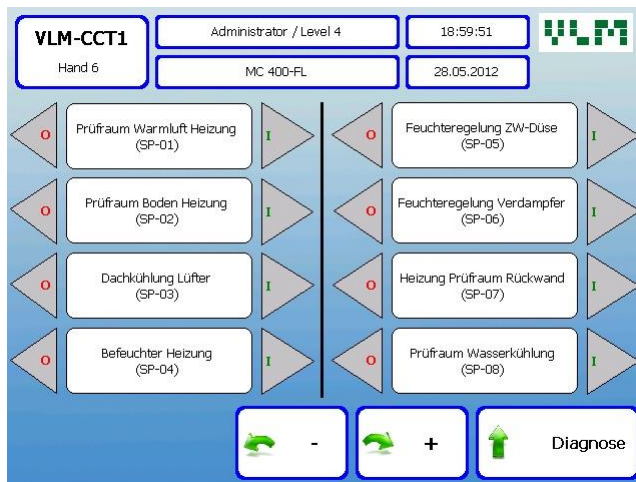 VLM-CCT1
Hand 6
Administrator / Level 4
18:59:51
VLM
MC 400-FL
28.05.2012
O
Prüfraum Warmluft Heizung
(SP-01)
I
O
Feuchteregelung ZW-Düse
(SP-05)
I
O
Prüfraum Boden Heizung
(SP-02)
I
O
Feuchteregelung Verdampfer
(SP-06)
I
O
Dachkühlung Lüfter
(SP-03)
I
O
Heizung Prüfraum Rückwand
(SP-07)
I
O
Befeuchter Heizung
(SP-04)
I
O
Prüfraum Wasserkühlung
(SP-08)
I
-
+
Diagnose